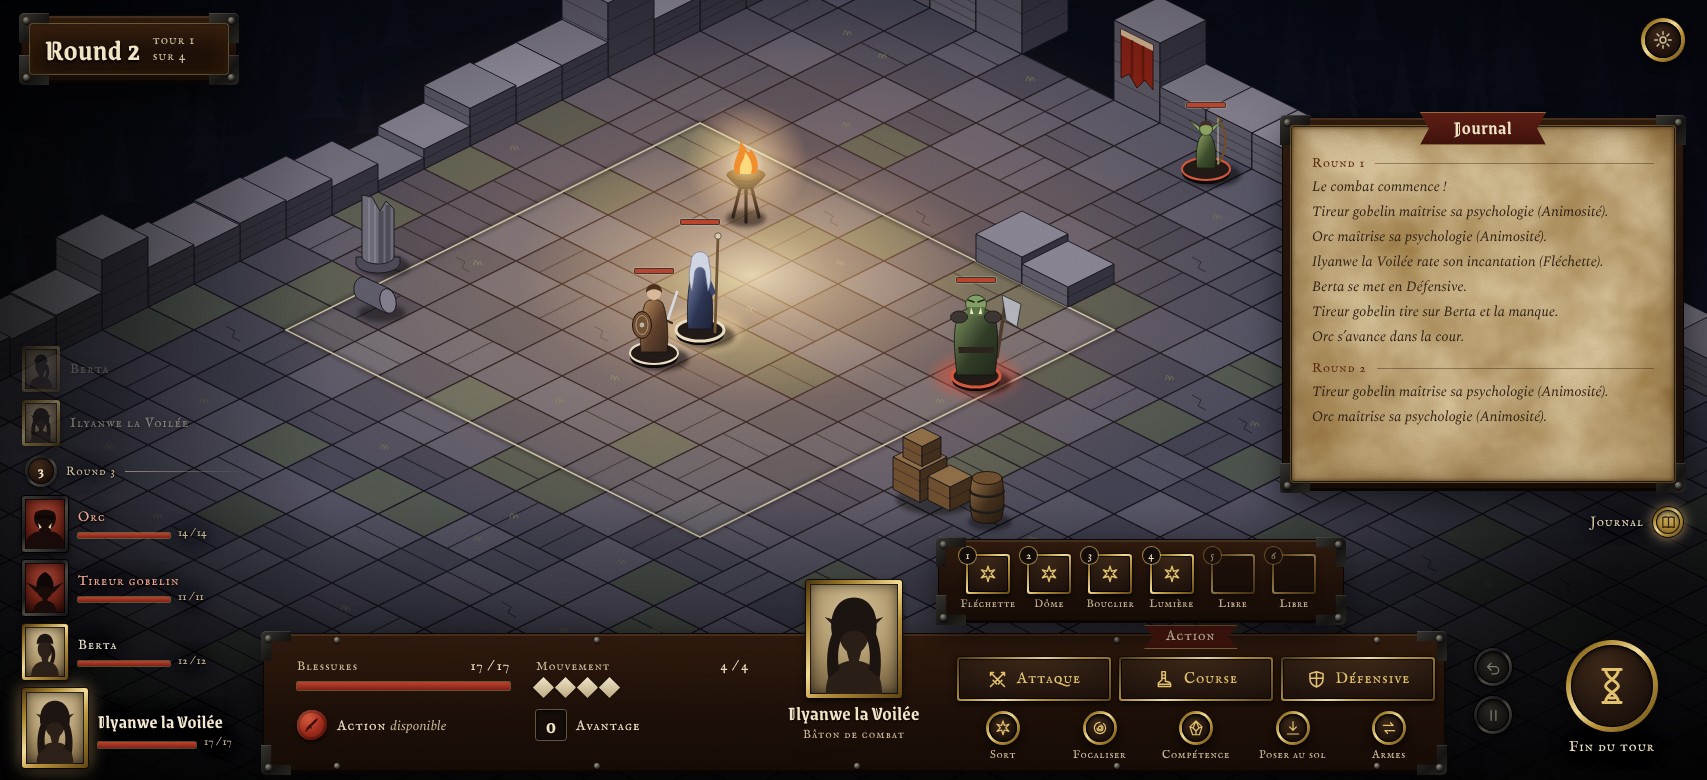 Round 2
TOUR 1
SUR 4
Journal
Round 1
Le combat commence !
Tireur gobelin maîtrise sa psychologie (Animosité).
Orc maîtrise sa psychologie (Animosité).
Ilyanwe la Voilée rate son incantation (Fléchette).
Berta se met en Défensive.
Tireur gobelin tire sur Berta et la manque.
Orc s'avance dans la cour.
Round 2
Tireur gobelin maîtrise sa psychologie (Animosité).
Orc maîtrise sa psychologie (Animosité).
Journal
Berta
Ilyanwe la Voilée
3 Round 3
Orc
14/14
Tireur gobelin
11/11
Berta
12/12
Ilyanwe la Voilée
17/17
Blessures 17/17
Mouvement 4/4
Action disponible
0 Avantage
Ilyanwe la Voilée
Bâton de combat
1 2 3 4 5 6
Fléchette Dôme Bouclier Lumière Libre Libre
Action
Attaque Course Défensive
Sort Focaliser Compétence Poser au sol Armes
Fin du tour